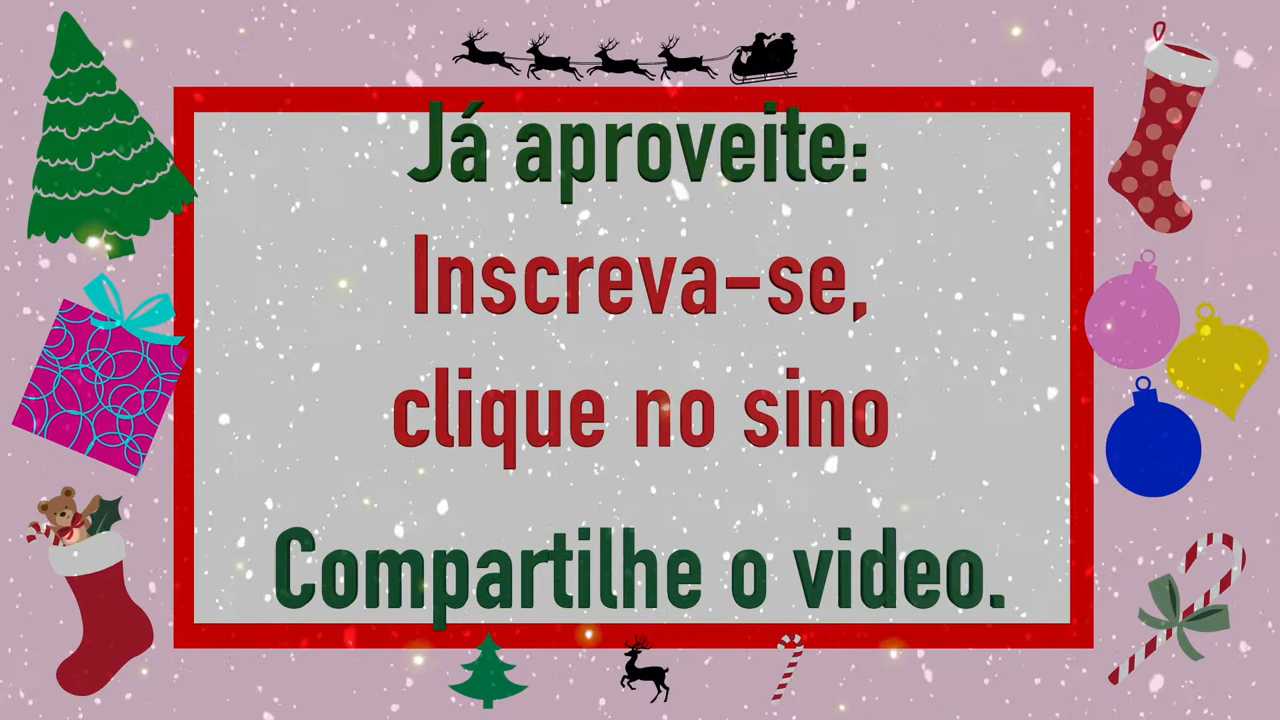 Já aproveite:
Inscreva-se,
clique no sino
Compartilhe o video.